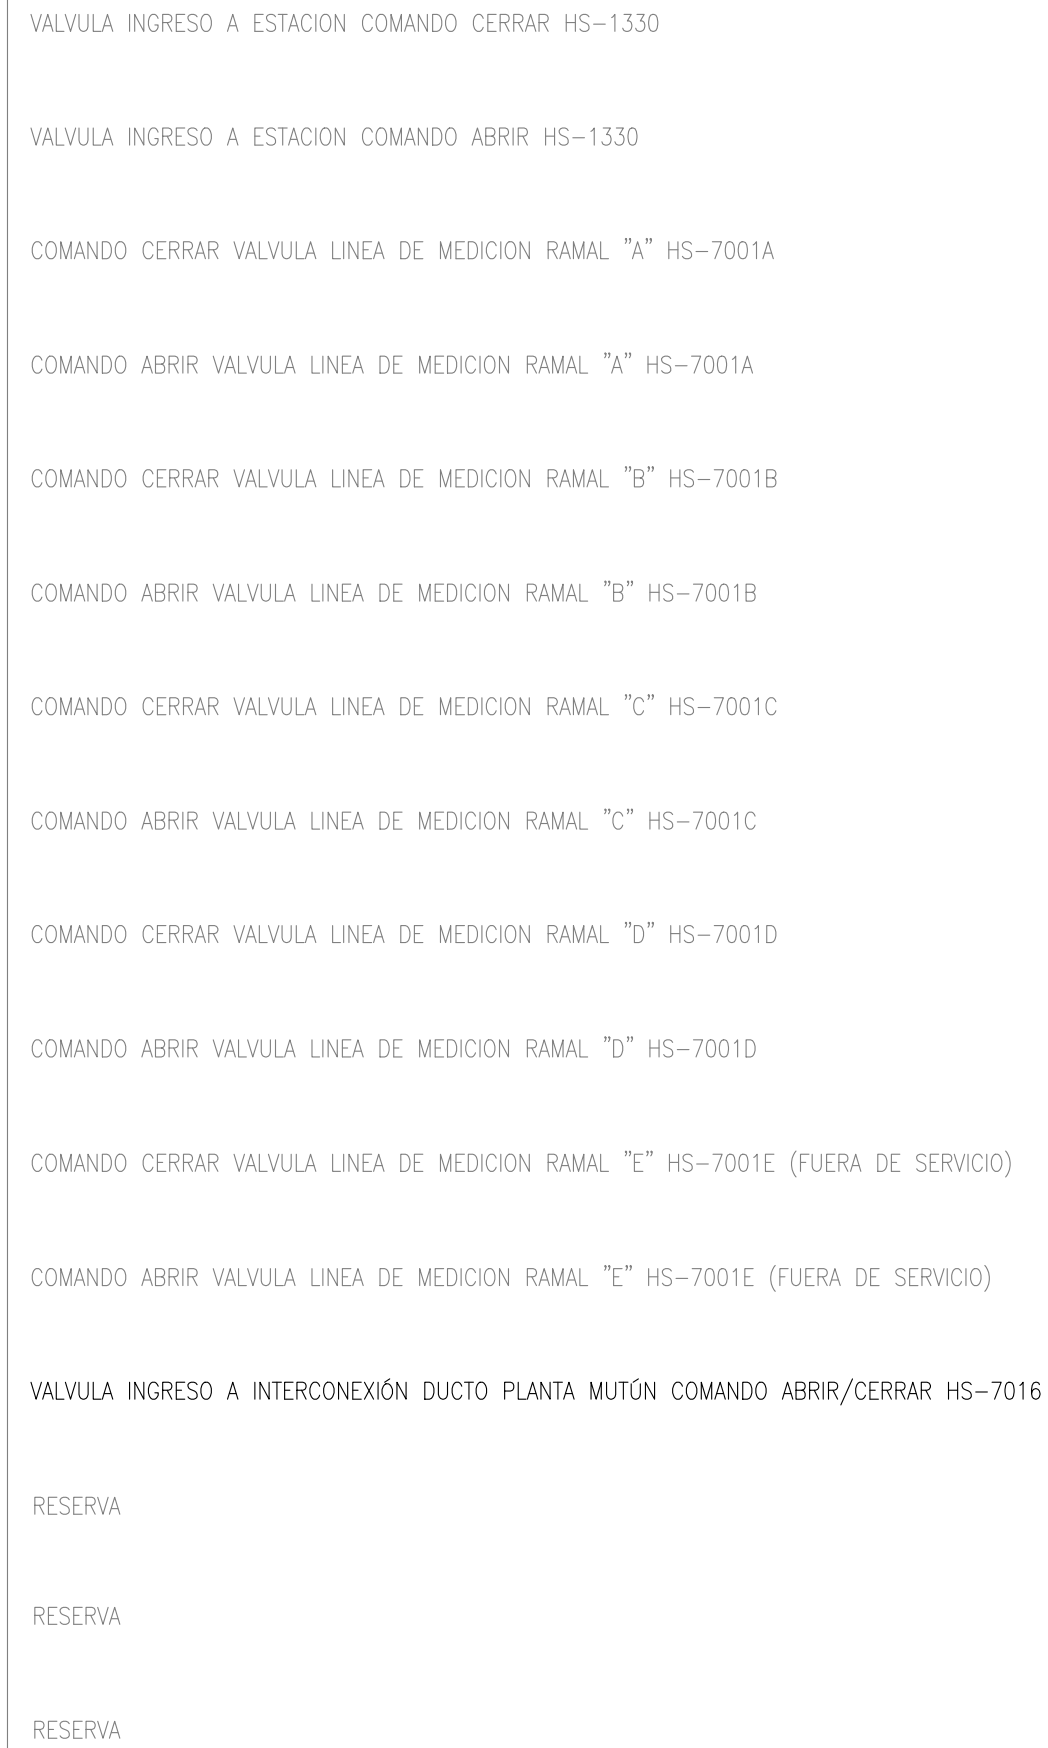 VALVULA INGRESO A ESTACION COMANDO CERRAR HS-1330
VALVULA INGRESO A ESTACION COMANDO ABRIR HS-1330
COMANDO CERRAR VALVULA LINEA DE MEDICION RAMAL "A" HS-7001A
COMANDO ABRIR VALVULA LINEA DE MEDICION RAMAL "A" HS-7001A
COMANDO CERRAR VALVULA LINEA DE MEDICION RAMAL "B" HS-7001B
COMANDO ABRIR VALVULA LINEA DE MEDICION RAMAL "B" HS-7001B
COMANDO CERRAR VALVULA LINEA DE MEDICION RAMAL "C" HS-7001C
COMANDO ABRIR VALVULA LINEA DE MEDICION RAMAL "C" HS-7001C
COMANDO CERRAR VALVULA LINEA DE MEDICION RAMAL "D" HS-7001D
COMANDO ABRIR VALVULA LINEA DE MEDICION RAMAL "D" HS-7001D
COMANDO CERRAR VALVULA LINEA DE MEDICION RAMAL "E" HS-7001E (FUERA DE SERVICIO)
COMANDO ABRIR VALVULA LINEA DE MEDICION RAMAL "E" HS-7001E (FUERA DE SERVICIO)
VALVULA INGRESO A INTERCONEXIÓN DUCTO PLANTA MUTÚN COMANDO ABRIR/CERRAR HS-7016
RESERVA
RESERVA
RESERVA